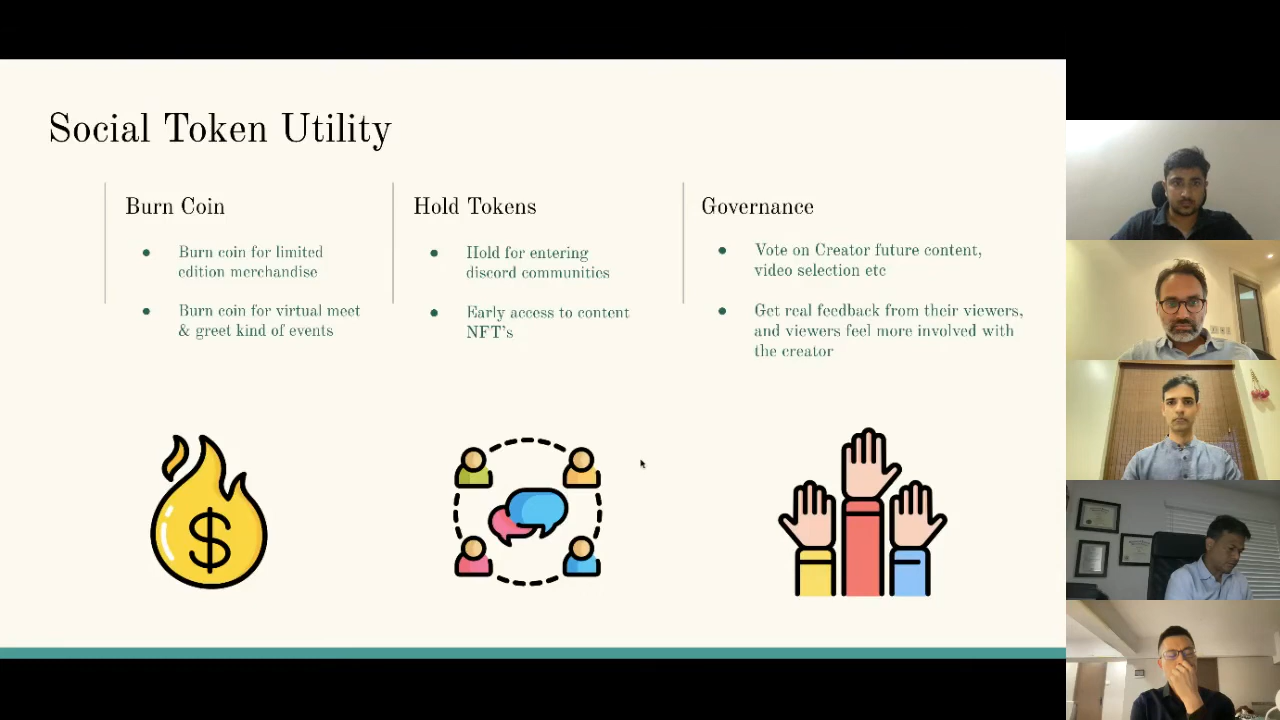 Social Token Utility
Burn Coin
Burn coin for limited
edition merchandise
Burn coin for virtual meet
& greet kind of events
Hold Tokens
Hold for entering
discord communities
Early access to content
NFT's
Governance
Vote on Creator future content,
video selection etc
Get real feedback from their viewers,
and viewers feel more involved with
the creator
$